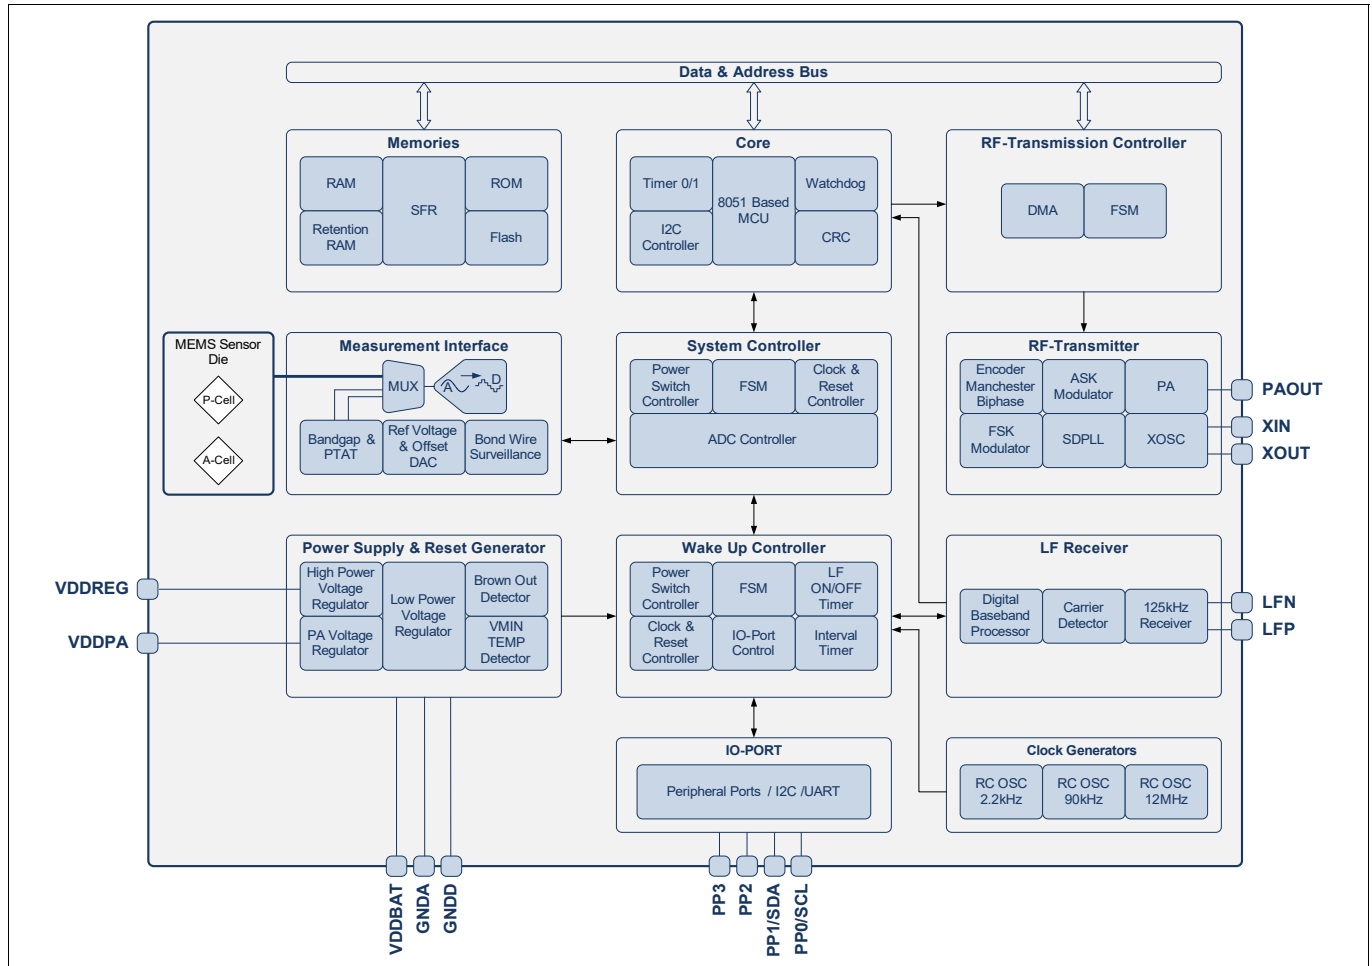 Data & Address Bus
Memories
RAM
Retention
RAM
SFR
ROM
Flash
Core
Timer 0/1
I2C
Controller
8051 Based
MCU
Watchdog
CRC
RF-Transmission Controller
DMA
FSM
MEMS Sensor
Die
P-Cell
A-Cell
Measurement Interface
MUX
A
D
Bandgap &
PTAT
Ref Voltage
& Offset
DAC
Bond Wire
Surveillance
System Controller
Power
Switch
Controller
FSM
Clock &
Reset
Controller
ADC Controller
RF-Transmitter
Encoder
Manchester
Biphase
ASK
Modulator
PA
FSK
Modulator
SDPLL
XOSC
PAOUT
XIN
XOUT
VDDREG
VDDPA
Power Supply & Reset Generator
High Power
Voltage
Regulator
PA Voltage
Regulator
Low Power
Voltage
Regulator
Brown Out
Detector
VMIN
TEMP
Detector
Wake Up Controller
Power
Switch
Controller
FSM
LF
ON/OFF
Timer
Clock &
Reset
Controller
IO-Port
Control
Interval
Timer
LF Receiver
Digital
Baseband
Processor
Carrier
Detector
125kHz
Receiver
LFN
LFP
IO-PORT
Peripheral Ports / I2C /UART
Clock Generators
RC OSC
2.2kHz
RC OSC
90kHz
RC OSC
12MHz
VDDBAT
GNDA
GNDD
PP3
PP2
PP1/SDA
PP0/SCL